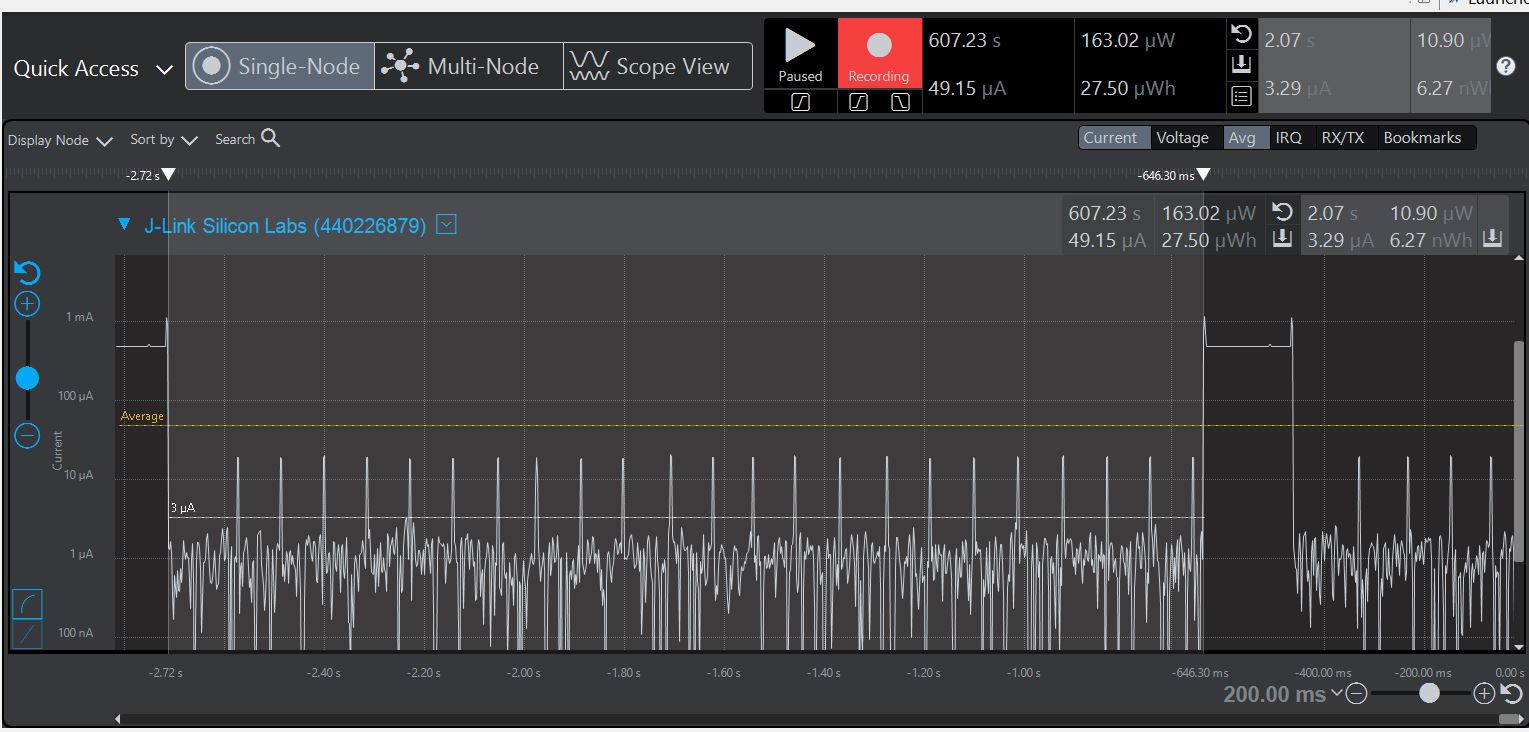 Launche
Quick Access
Single-Node
Multi-Node
Scope View
Paused
Recording
607.23 s
163.02 µW
49.15 µA
27.50 µWh
2.07 s
10.90 µW
3.29 µA
6.27 nW
?
Display Node
Sort by
Search
Current
Voltage
Avg
IRQ
RX/TX
Bookmarks
-2.72 s
-646.30 ms
J-Link Silicon Labs (440226879)
607.23 s 163.02 µW
49.15 µA 27.50 µWh
2.07 s 10.90 µW
3.29 µA 6.27 nWh
1 mA
100 µA
Average
Current
10 µA
3 µA
1 µA
100 nA
-2.72 s -2.40 s -2.20 s -2.00 s -1.80 s -1.60 s -1.40 s -1.20 s -1.00 s -646.30 ms -400.00 ms -200.00 ms 0.00 s
200.00 ms